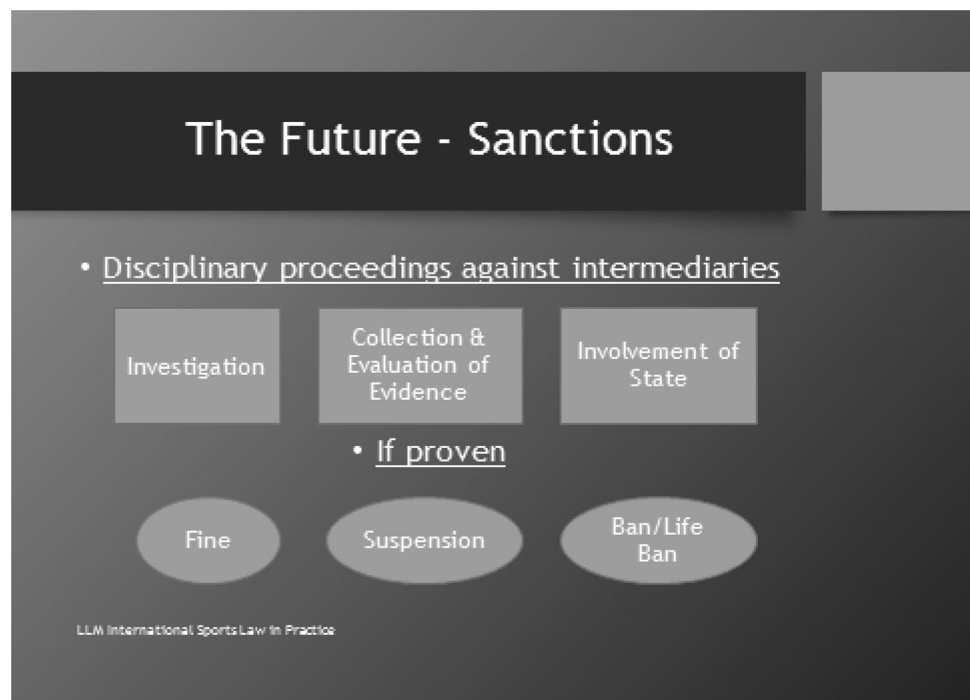 The Future - Sanctions
• Disciplinary proceedings against intermediaries
Investigation
Collection &
Evaluation of
Evidence
Involvement of
State
• If proven
Fine
Suspension
Ban/Life
Ban
LLM International Sports Law in Practice